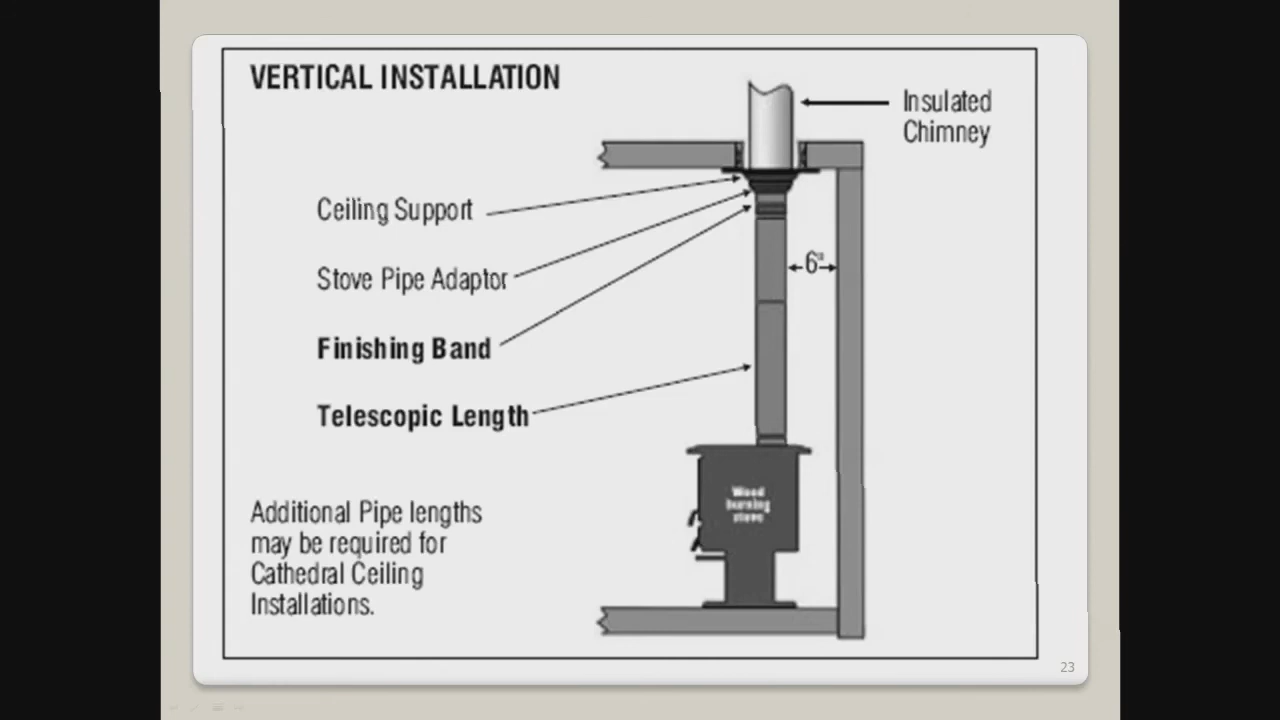 VERTICAL INSTALLATION
Insulated
Chimney
Ceiling Support
Stove Pipe Adaptor
6"
Finishing Band
Telescopic Length
Wood
burning
stove
Additional Pipe lengths
may be required for
Cathedral Ceiling
Installations.
23